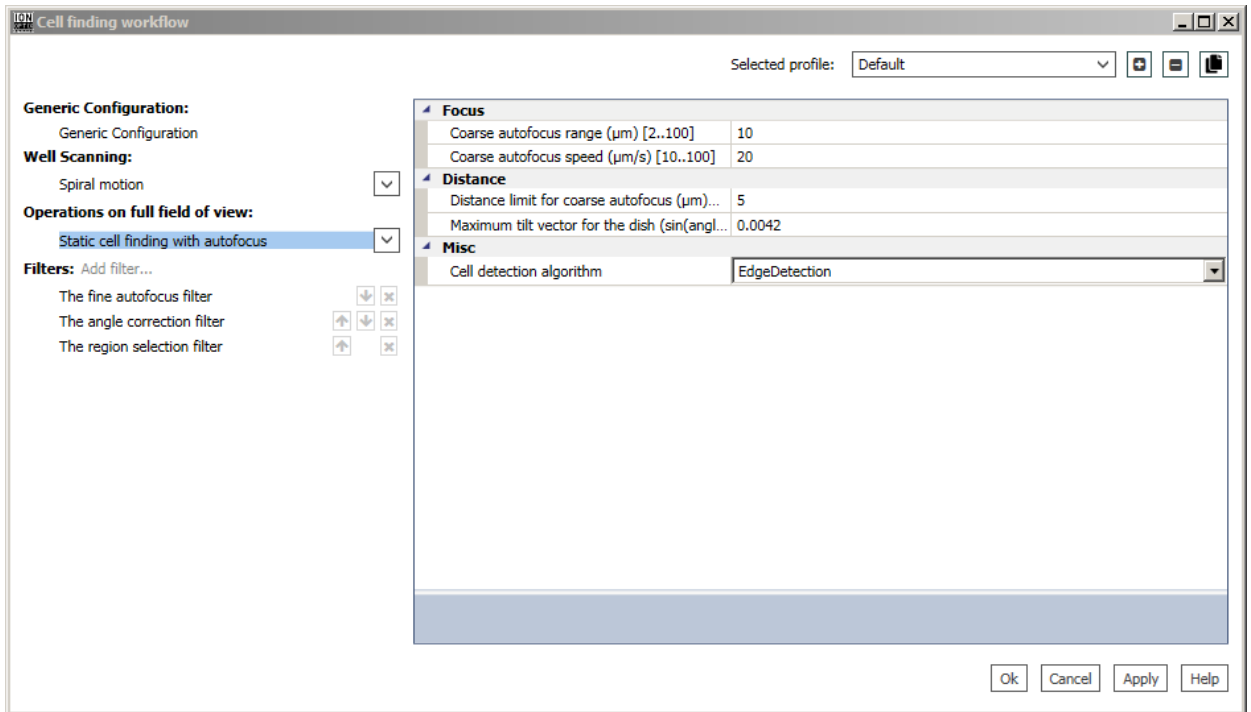 ION
OPTIX
Cell finding workflow
Selected profile: Default
Generic Configuration:
Generic Configuration
Well Scanning:
Spiral motion
Operations on full field of view:
Static cell finding with autofocus
Filters: Add filter...
The fine autofocus filter
The angle correction filter
The region selection filter
Focus
Coarse autofocus range (µm) [2..100] 10
Coarse autofocus speed (µm/s) [10..100] 20
Distance
Distance limit for coarse autofocus (µm)... 5
Maximum tilt vector for the dish (sin(angl... 0.0042
Misc
Cell detection algorithm EdgeDetection
Ok Cancel Apply Help